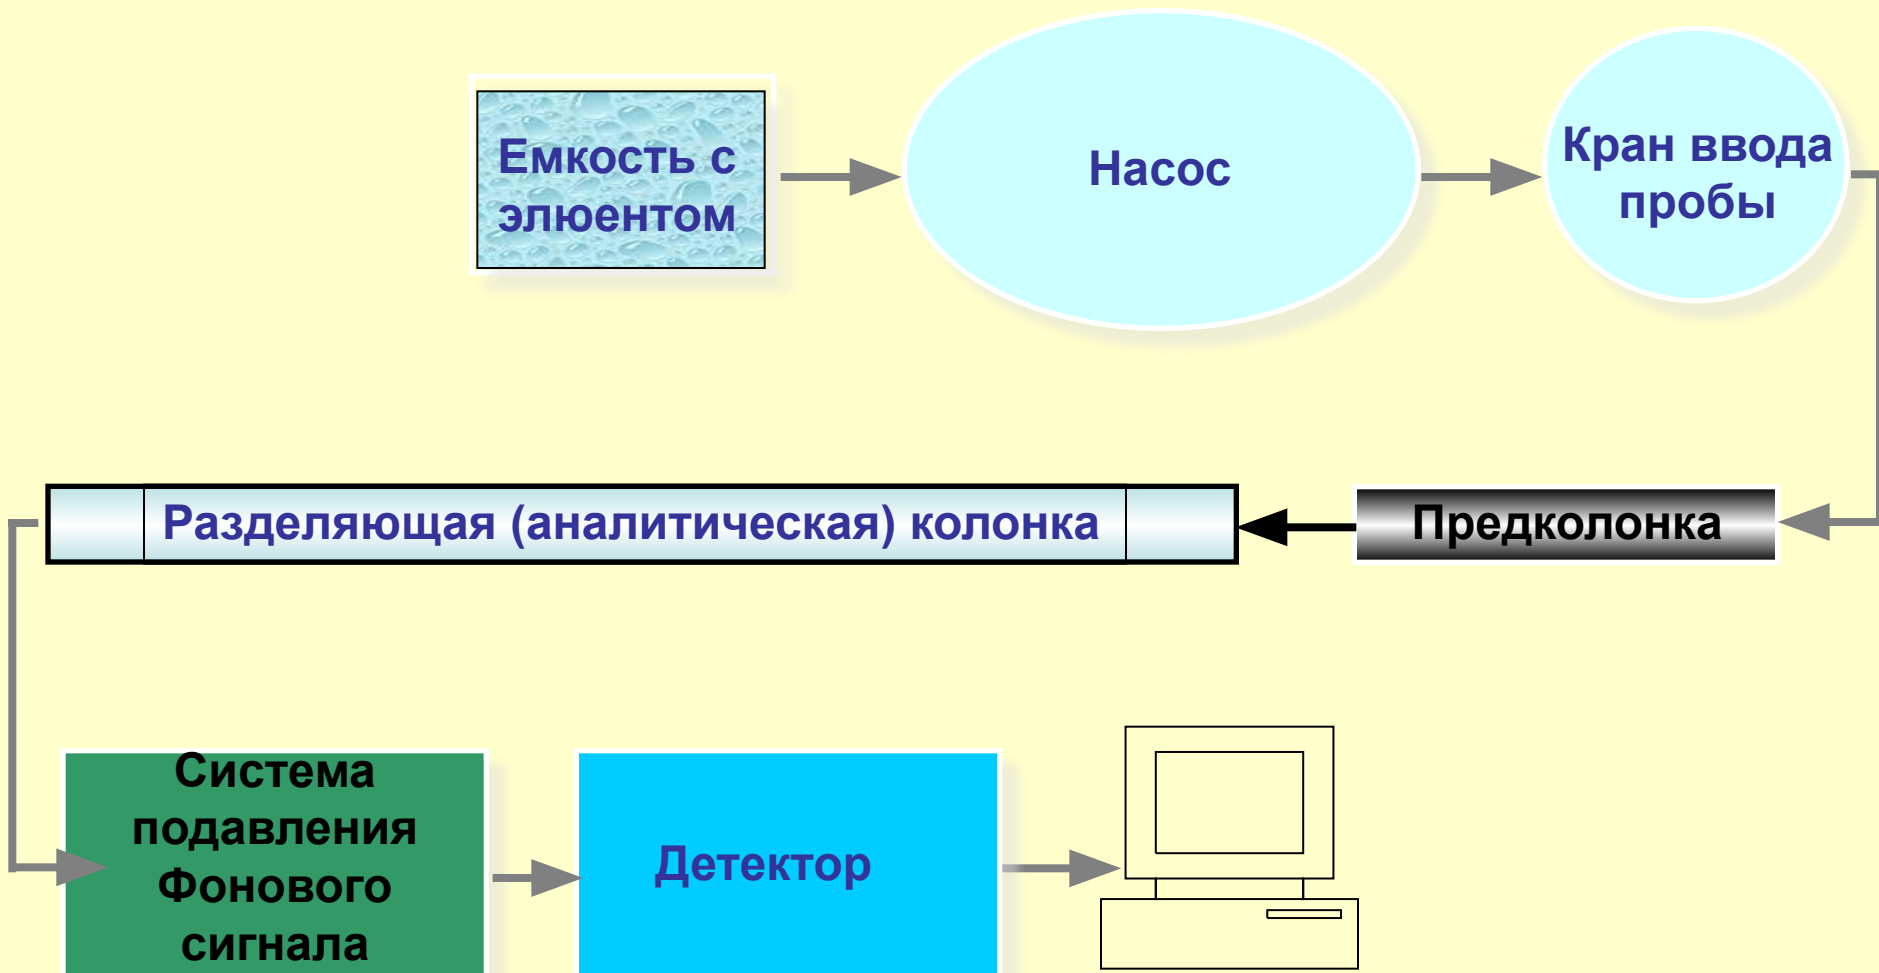 Емкость с
элюентом
Насос
Кран ввода
пробы
Разделяющая (аналитическая) колонка
Предколонка
Система
подавления
Фонового
сигнала
Детектор